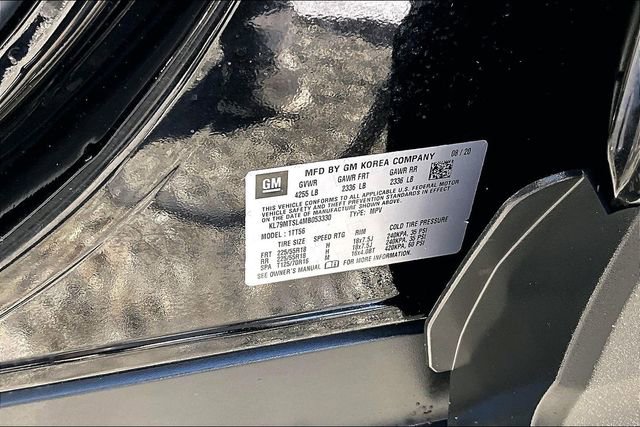 GM
MFD BY GM KOREA COMPANY 08 / 20
GVWR GAWR FRT GAWR RR
4255 LB 2336 LB 2336 LB
THIS VEHICLE CONFORMS TO ALL APPLICABLE U.S. FEDERAL MOTOR
VEHICLE SAFETY AND THEFT PREVENTION STANDARDS IN EFFECT
ON THE DATE OF MANUFACTURE SHOWN ABOVE.
KL79MTSL4MB053330 TYPE: MPV
MODEL: 1TT56
TIRE SIZE SPEED RTG RIM COLD TIRE PRESSURE
FRT 225/55R18 H 18x7.5J 240KPA, 35 PSI
RR 225/55R18 H 18x7.5J 240KPA, 35 PSI
SPA T125/70R16 M 16x4.0BT 420KPA, 60 PSI
SEE OWNER'S MANUAL FOR MORE INFORMATION.